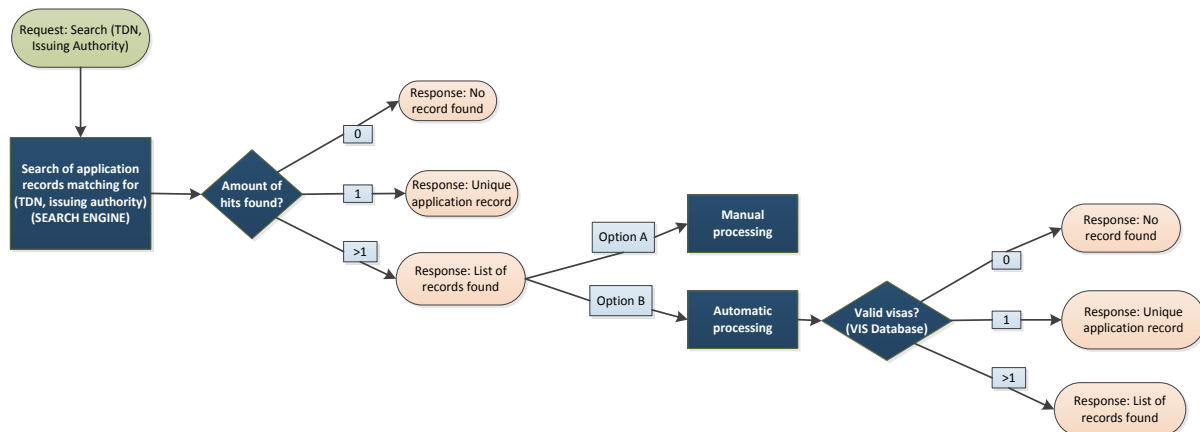 Request: Search (TDN,
Issuing Authority)
Search of application
records matching for
(TDN, issuing authority)
(SEARCH ENGINE)
Amount of
hits found?
0
Response: No
record found
1
Response: Unique
application record
>1
Response: List of
records found
Option A
Manual
processing
Option B
Automatic
processing
Valid visas?
(VIS Database)
0
Response: No
record found
1
Response: Unique
application record
>1
Response: List of
records found